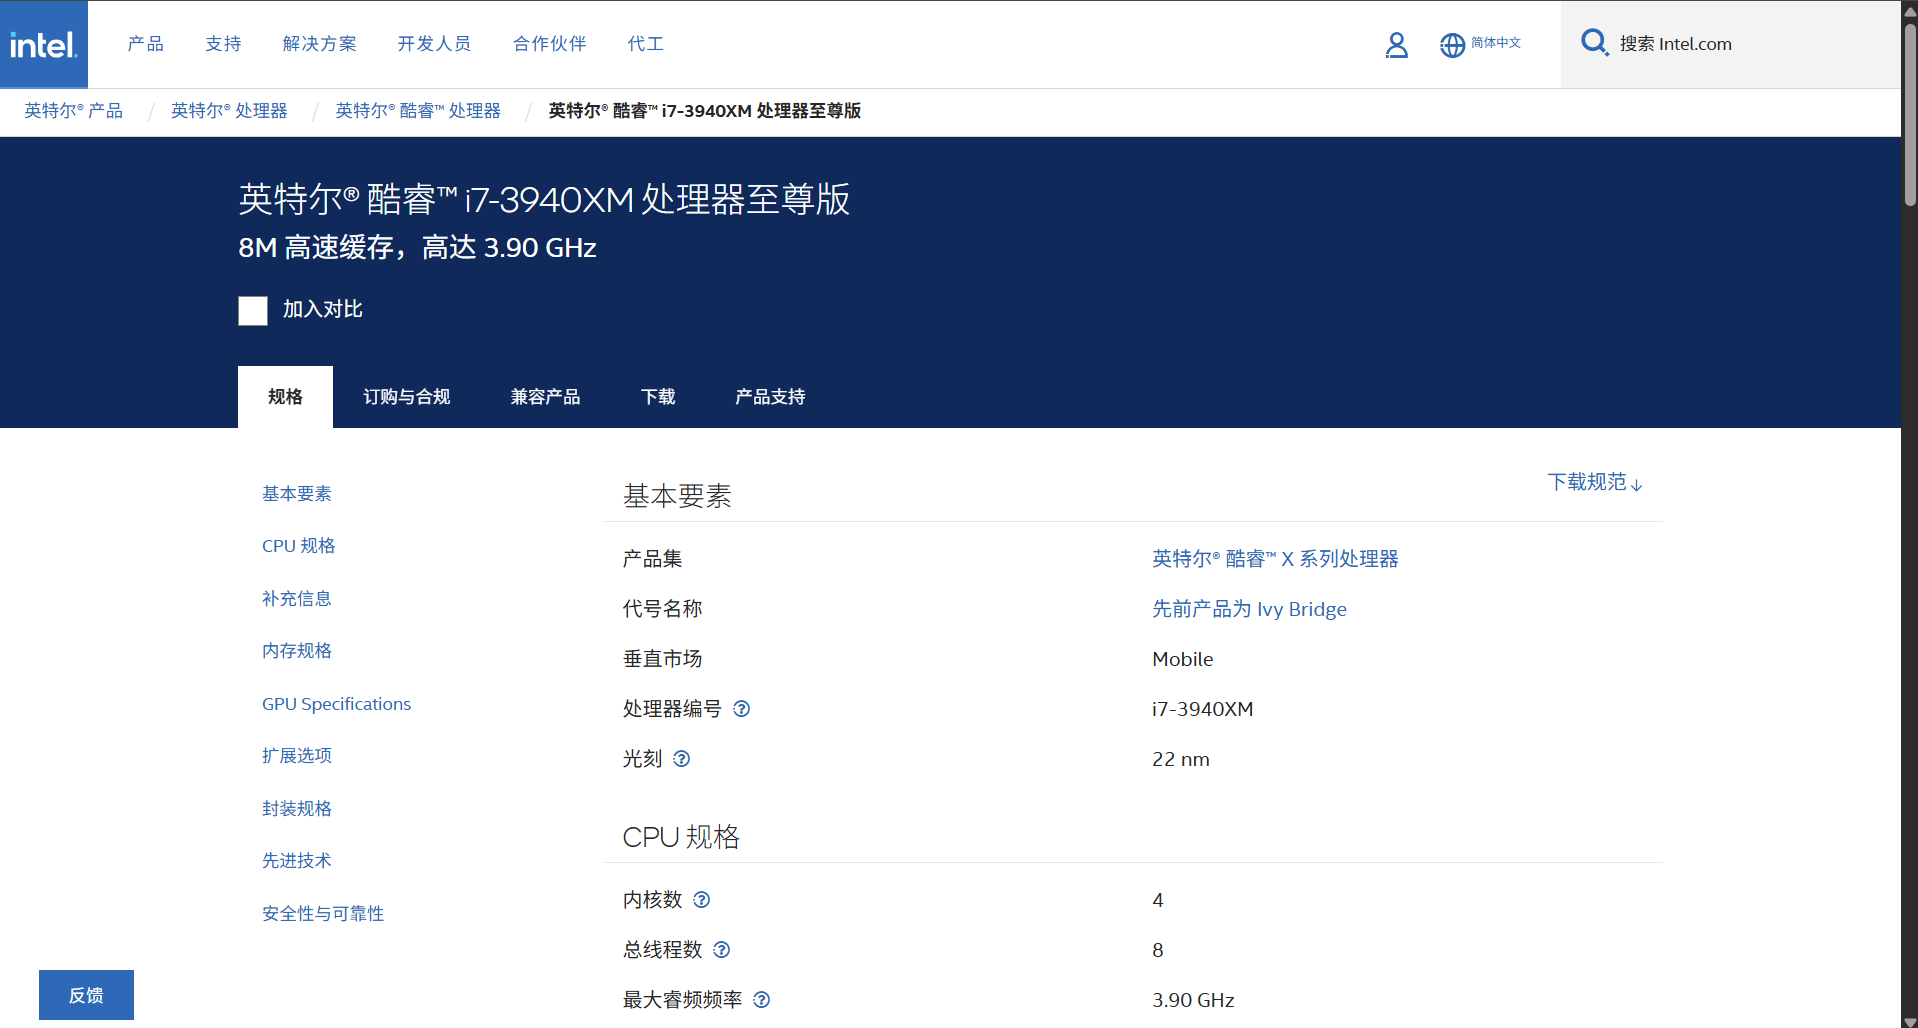 intel.
产品 支持 解决方案 开发人员 合作伙伴 代工 简体中文 搜索 Intel.com
英特尔® 产品 / 英特尔® 处理器 / 英特尔® 酷睿™ 处理器 / 英特尔® 酷睿™ i7-3940XM 处理器至尊版
英特尔® 酷睿™ i7-3940XM 处理器至尊版
8M 高速缓存，高达 3.90 GHz
加入对比
规格 订购与合规 兼容产品 下载 产品支持
基本要素
CPU 规格
补充信息
内存规格
GPU Specifications
扩展选项
封装规格
先进技术
安全性与可靠性
反馈
下载规范↓
基本要素
产品集 英特尔® 酷睿™ X 系列处理器
代号名称 先前产品为 Ivy Bridge
垂直市场 Mobile
处理器编号 ? i7-3940XM
光刻 ? 22 nm
CPU 规格
内核数 ? 4
总线程数 ? 8
最大睿频频率 ? 3.90 GHz